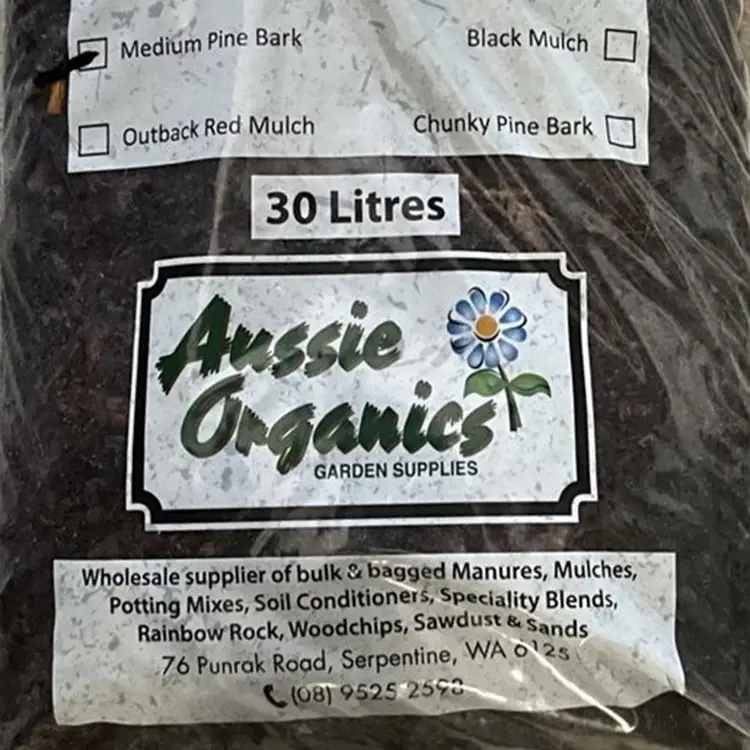 Medium Pine Bark
Black Mulch
Outback Red Mulch
Chunky Pine Bark
30 Litres
Aussie
Organics
GARDEN SUPPLIES
Wholesale supplier of bulk & bagged Manures, Mulches,
Potting Mixes, Soil Conditioners, Speciality Blends,
Rainbow Rock, Woodchips, Sawdust & Sands
76 Punrak Road, Serpentine, WA 6125
(08) 9525 2598